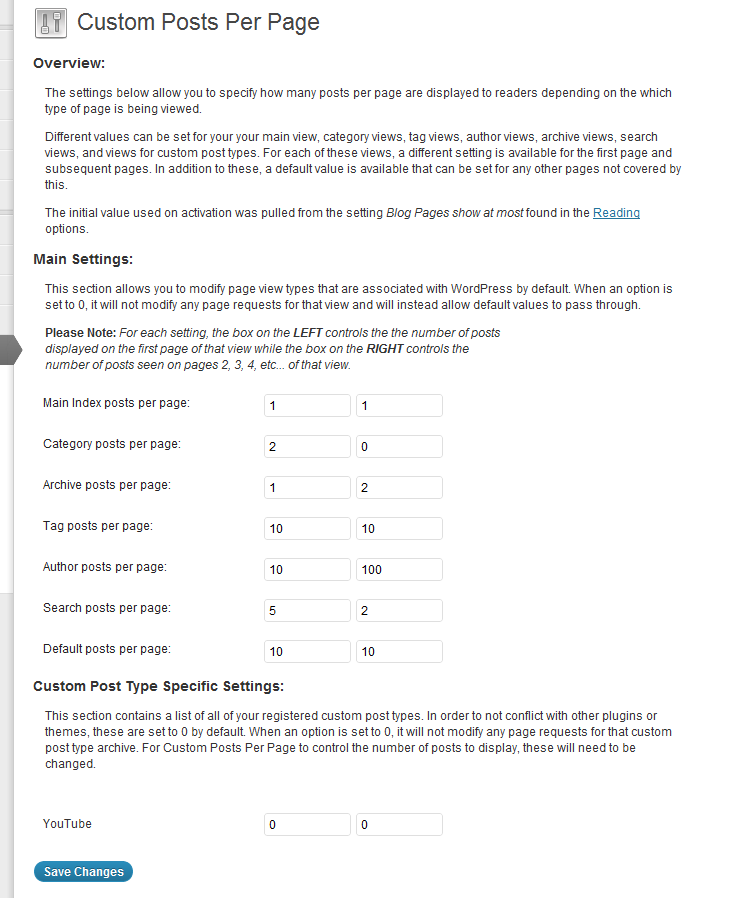 Custom Posts Per Page
Overview:
The settings below allow you to specify how many posts per page are displayed to readers depending on the which
type of page is being viewed.
Different values can be set for your your main view, category views, tag views, author views, archive views, search
views, and views for custom post types. For each of these views, a different setting is available for the first page and
subsequent pages. In addition to these, a default value is available that can be set for any other pages not covered by
this.
The initial value used on activation was pulled from the setting Blog Pages show at most found in the Reading
options.
Main Settings:
This section allows you to modify page view types that are associated with WordPress by default. When an option is
set to 0, it will not modify any page requests for that view and will instead allow default values to pass through.
Please Note: For each setting, the box on the LEFT controls the the number of posts
displayed on the first page of that view while the box on the RIGHT controls the
number of posts seen on pages 2, 3, 4, etc... of that view.
Main Index posts per page: 1 1
Category posts per page: 2 0
Archive posts per page: 1 2
Tag posts per page: 10 10
Author posts per page: 10 100
Search posts per page: 5 2
Default posts per page: 10 10
Custom Post Type Specific Settings:
This section contains a list of all of your registered custom post types. In order to not conflict with other plugins or
themes, these are set to 0 by default. When an option is set to 0, it will not modify any page requests for that custom
post type archive. For Custom Posts Per Page to control the number of posts to display, these will need to be
changed.
YouTube 0 0
Save Changes